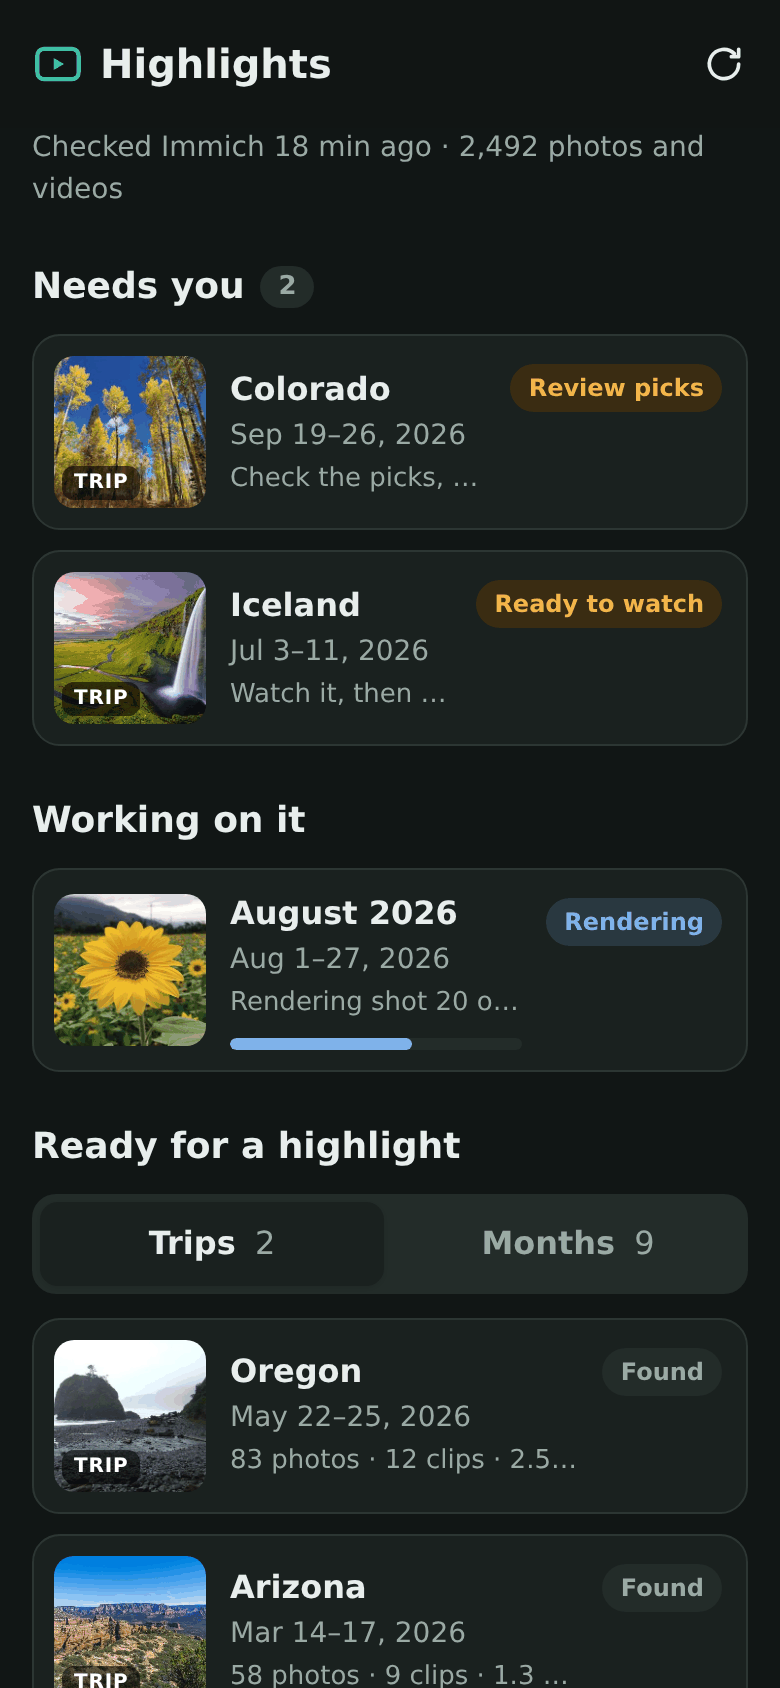 Highlights
Checked Immich 18 min ago · 2,492 photos and
videos
Needs you 2
Colorado
Review picks
Sep 19–26, 2026
Check the picks, …
TRIP
Iceland
Ready to watch
Jul 3–11, 2026
Watch it, then …
TRIP
Working on it
August 2026
Rendering
Aug 1–27, 2026
Rendering shot 20 o…
Ready for a highlight
Trips 2
Months 9
Oregon
Found
May 22–25, 2026
83 photos · 12 clips · 2.5…
TRIP
Arizona
Found
Mar 14–17, 2026
58 photos · 9 clips · 1.3 …
TRIP